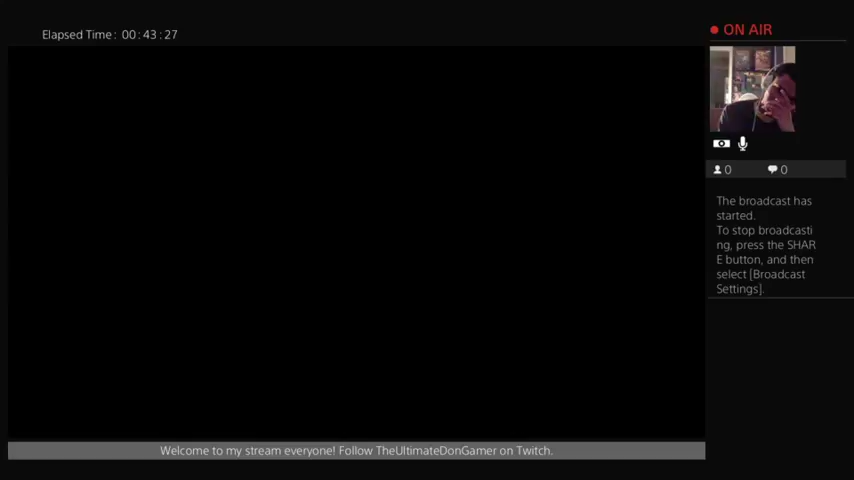 Elapsed Time: 00:43:27
ON AIR
0
0
The broadcast has
started.
To stop broadcasti
ng, press the SHAR
E button, and then
select [Broadcast
Settings].
Welcome to my stream everyone! Follow TheUltimateDonGamer on Twitch.